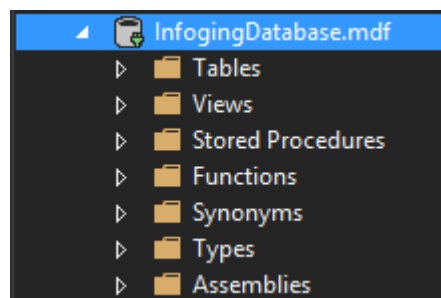 InfogingDatabase.mdf
Tables
Views
Stored Procedures
Functions
Synonyms
Types
Assemblies